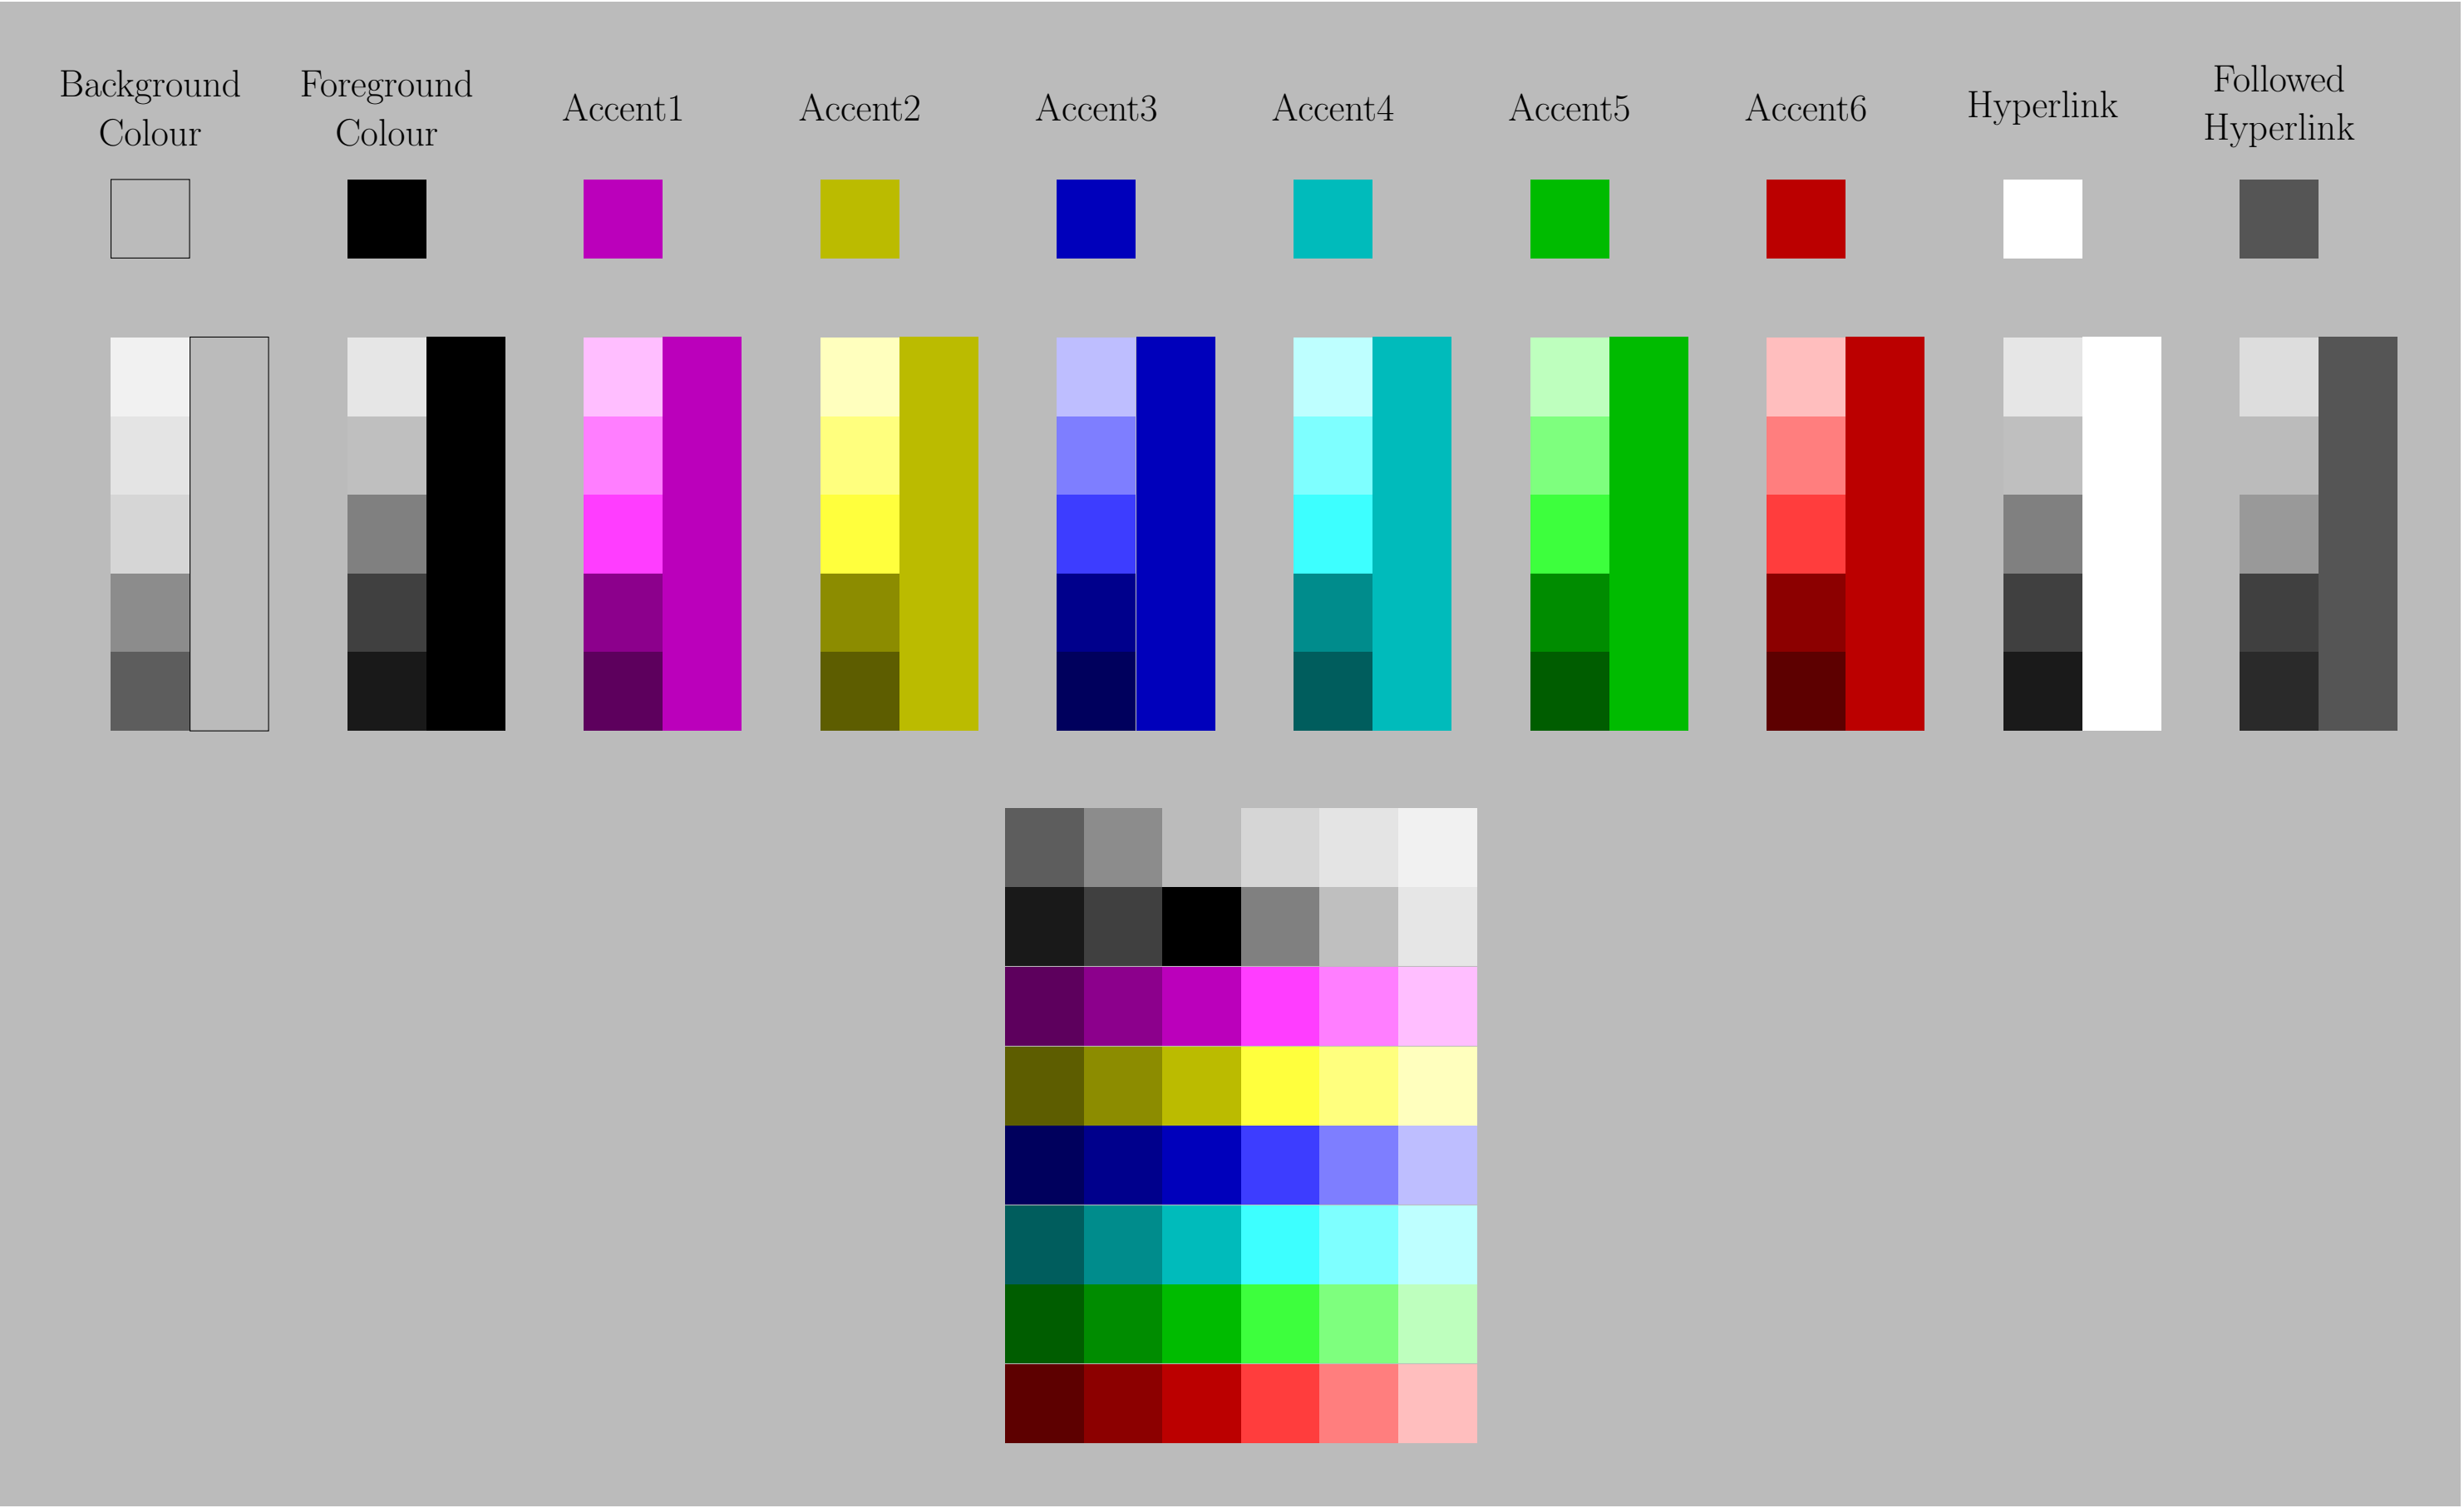 Background
Colour
Foreground
Colour
Accent1
Accent2
Accent3
Accent4
Accent5
Accent6
Hyperlink
Followed
Hyperlink